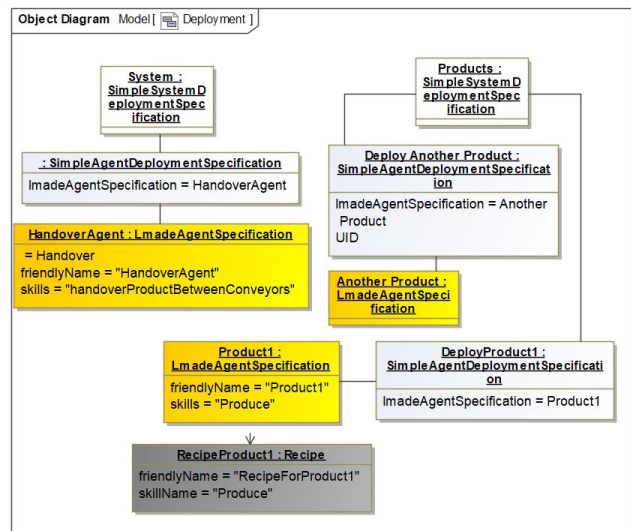 Object Diagram Model [ Deployment ]
System :
SimpleSystemD
eploymentSpec
ification
: SimpleAgentDeploymentSpecification
lmadeAgentSpecification = HandoverAgent
HandoverAgent : LmadeAgentSpecification
= Handover
friendlyName = "HandoverAgent"
skills = "handoverProductBetweenConveyors"
Products :
SimpleSystemD
eploymentSpec
ification
Deploy Another Product :
SimpleAgentDeploymentSpecificat
ion
lmadeAgentSpecification = Another
Product
UID
Another Product :
LmadeAgentSpeci
fication
Product1 :
LmadeAgentSpecification
friendlyName = "Product1"
skills = "Produce"
DeployProduct1 :
SimpleAgentDeploymentSpecificati
on
lmadeAgentSpecification = Product1
RecipeProduct1 : Recipe
friendlyName = "RecipeForProduct1"
skillName = "Produce"